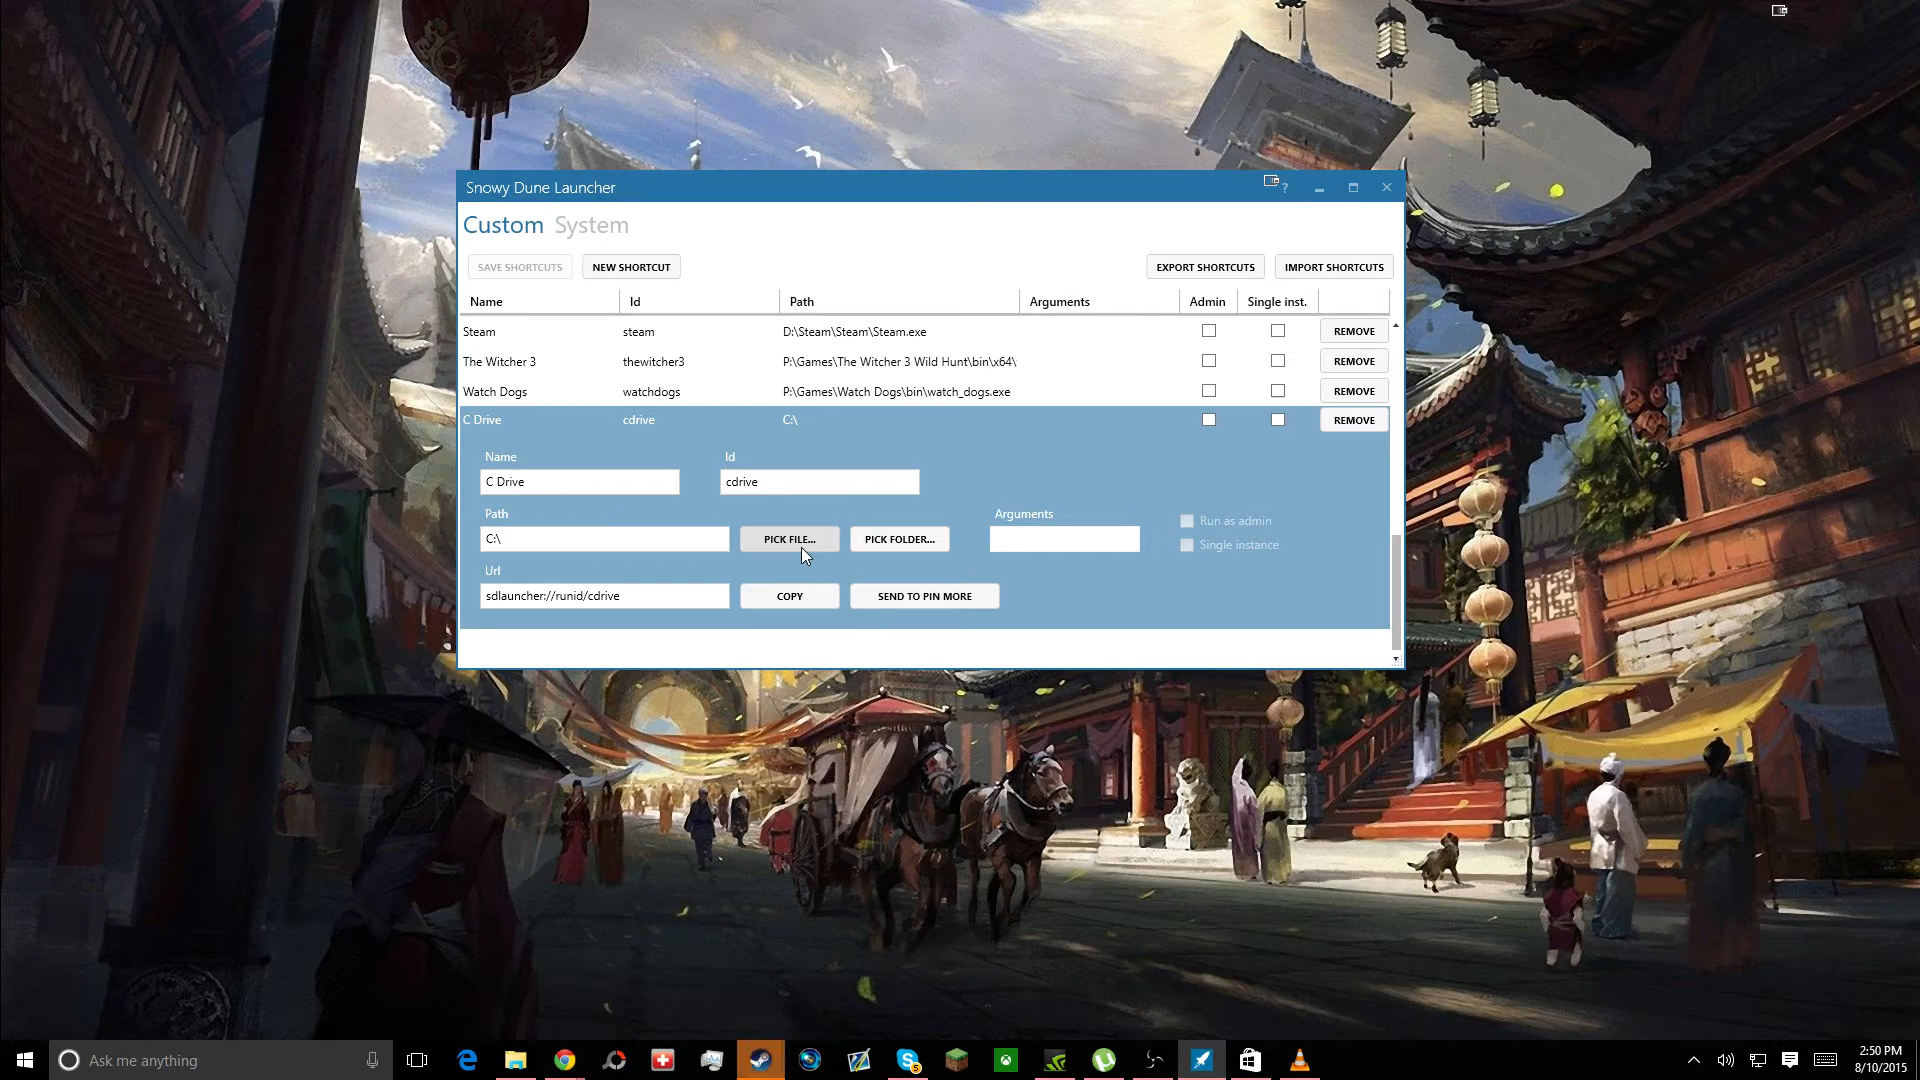 Snowy Dune Launcher
?
Custom System
SAVE SHORTCUTS NEW SHORTCUT EXPORT SHORTCUTS IMPORT SHORTCUTS
Name Id Path Arguments Admin Single inst.
Steam steam D:\Steam\Steam\Steam.exe REMOVE
The Witcher 3 thewitcher3 P:\Games\The Witcher 3 Wild Hunt\bin\x64\ REMOVE
Watch Dogs watchdogs P:\Games\Watch Dogs\bin\watch_dogs.exe REMOVE
C Drive cdrive C:\ REMOVE
Name Id
C Drive cdrive
Path Arguments
C:\ PICK FILE... PICK FOLDER... Run as admin
Single instance
Url
sdlauncher://runid/cdrive COPY SEND TO PIN MORE
Ask me anything
5
2:50 PM
8/10/2015